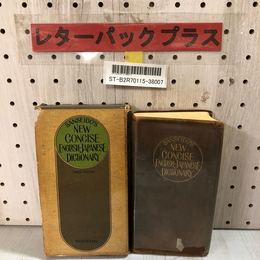 レターパックプラス
ST-B2R70115-38007
SANSEIDO'S
NEW
CONCISE
ENGLISH-JAPANESE
DICTIONARY
SANSEIDO'S
NEW
CONCISE
ENGLISH-JAPANESE
DICTIONARY